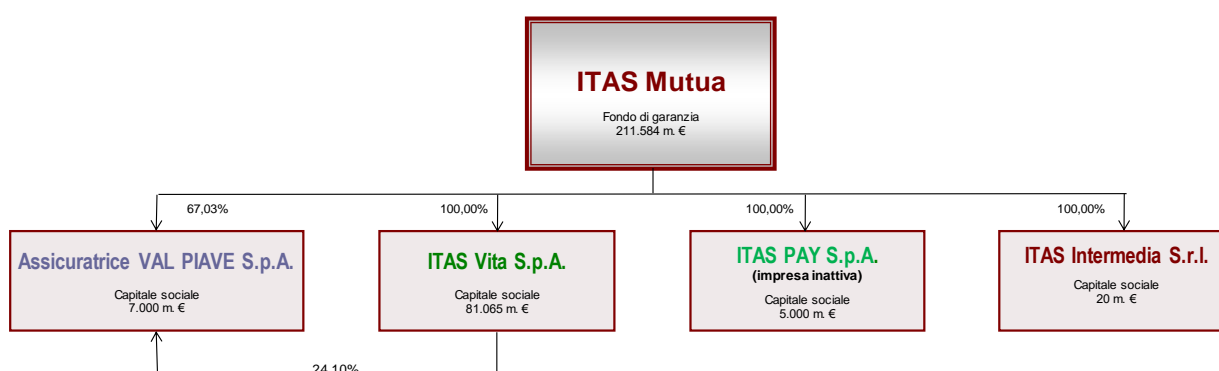 ITAS Mutua
Fondo di garanzia
211.584 m. €
67,03%
100,00%
100,00%
100,00%
Assicuratrice VAL PIAVE S.p.A.
Capitale sociale
7.000 m. €
ITAS Vita S.p.A.
Capitale sociale
81.065 m. €
ITAS PAY S.p.A.
(impresa inattiva)
Capitale sociale
5.000 m. €
ITAS Intermedia S.r.l.
Capitale sociale
20 m. €
24,10%